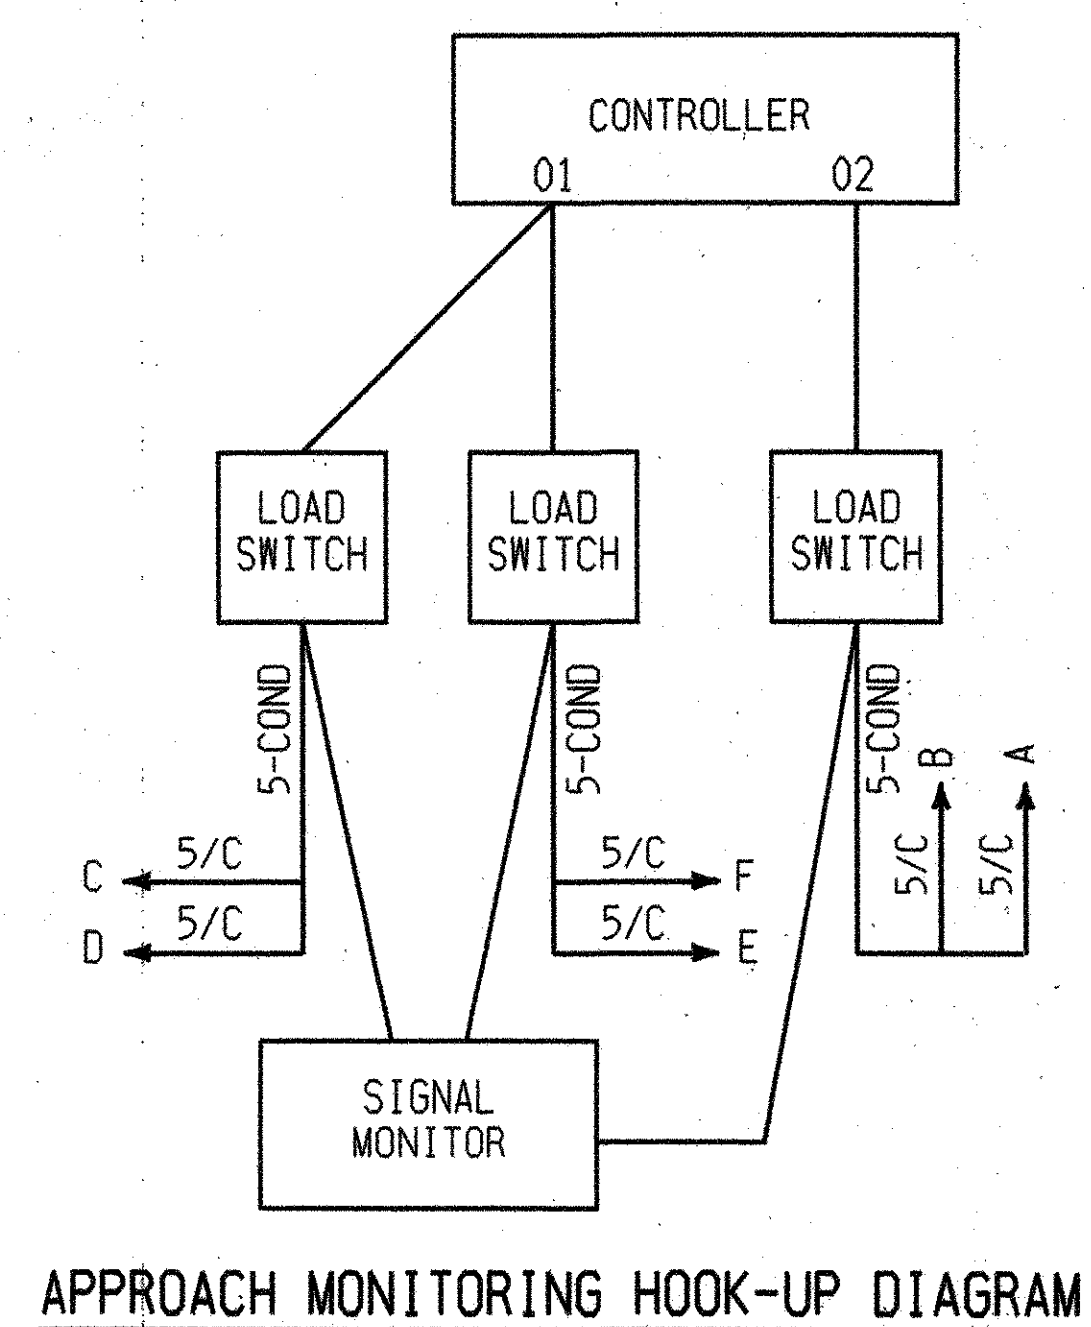 CONTROLLER
01 02
LOAD
SWITCH
LOAD
SWITCH
LOAD
SWITCH
5-COND
5-COND
5-COND
B
A
5/C
5/C
C
5/C
D
5/C
5/C
F
5/C
E
SIGNAL
MONITOR
APPROACH MONITORING HOOK-UP DIAGRAM